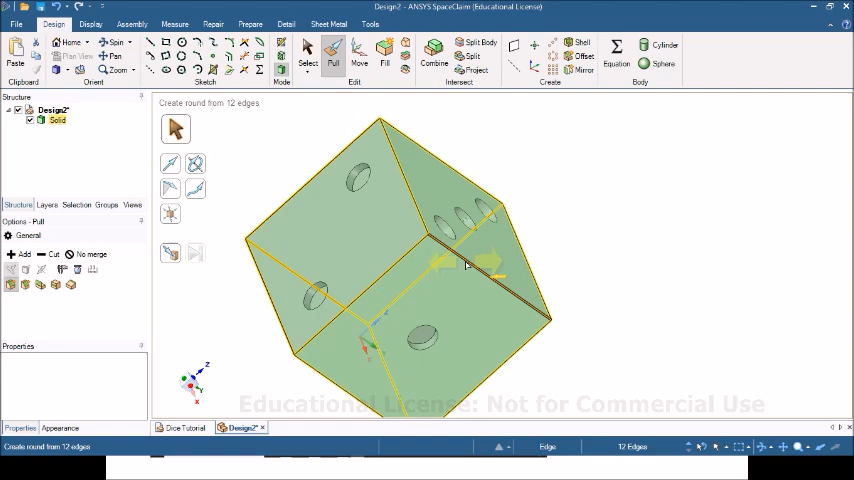 Design2* - ANSYS SpaceClaim (Educational License)
File Design Display Assembly Measure Repair Prepare Detail Sheet Metal Tools
Home Spin Split Body Shell Cylinder
Plan View Pan Split Offset Sphere
Paste Zoom Select Pull Move Fill Combine Project Mirror Equation
Clipboard Orient Sketch Mode Edit Intersect Create Body
Structure
Create round from 12 edges
Design2*
Solid
Structure Layers Selection Groups Views
Options - Pull
General
Add Cut No merge
Properties
Z
Y
X
Educational License: Not for Commercial Use
Properties Appearance
Dice Tutorial Design2*
Create round from 12 edges Edge 12 Edges